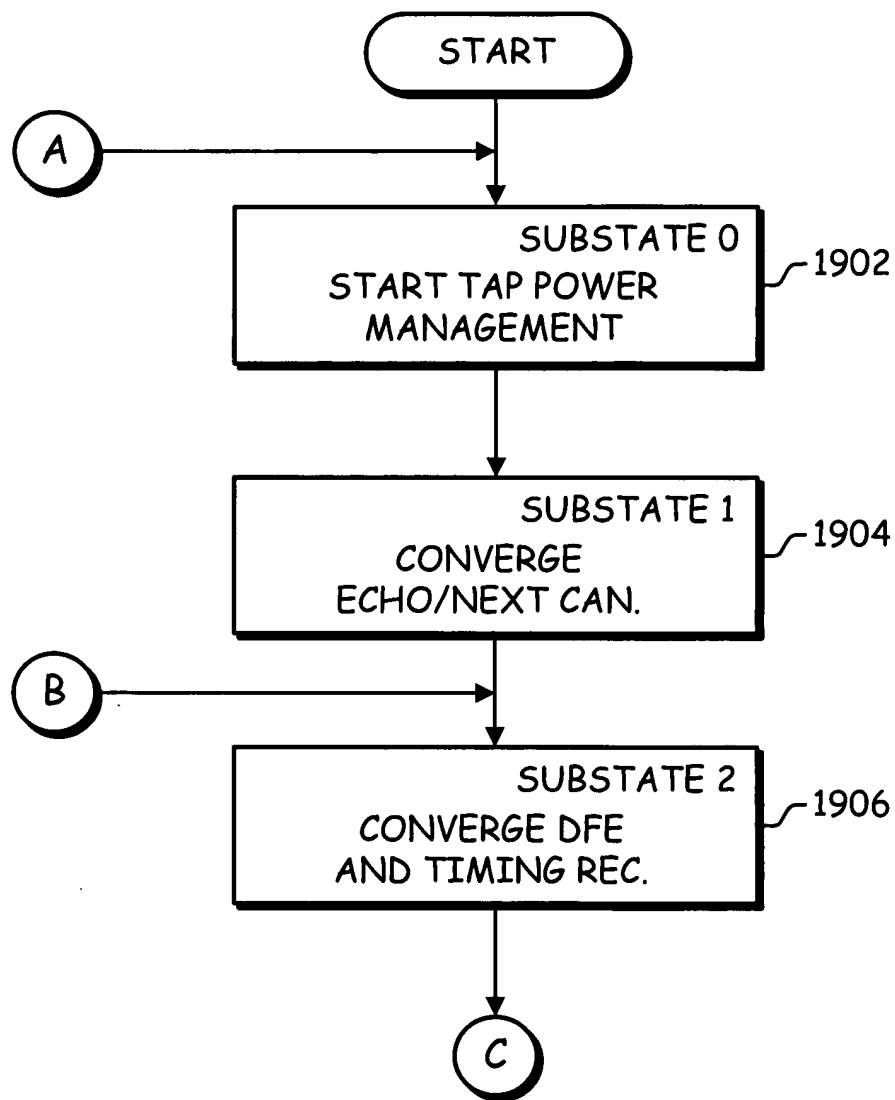 START
A
SUBSTATE 0
START TAP POWER
MANAGEMENT
1902
SUBSTATE 1
CONVERGE
ECHO/NEXT CAN.
1904
B
SUBSTATE 2
CONVERGE DFE
AND TIMING REC.
1906
C